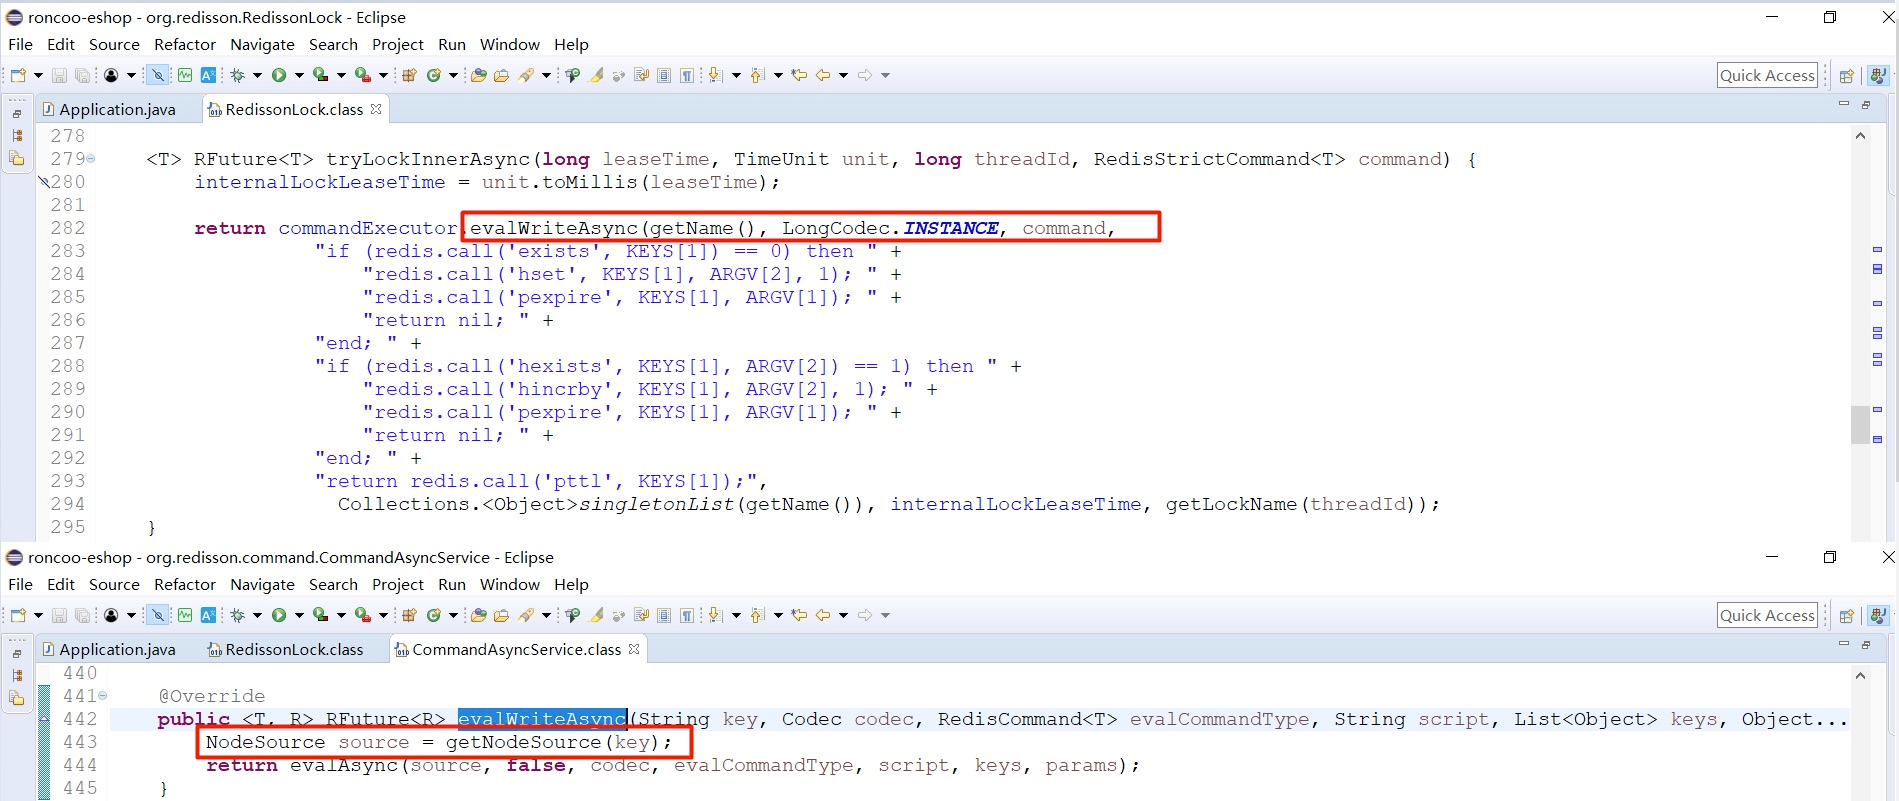 roncoo-eshop - org.redisson.RedissonLock - Eclipse
File Edit Source Refactor Navigate Search Project Run Window Help
Quick Access
Application.java RedissonLock.class
278
279 <T> RFuture<T> tryLockInnerAsync(long leaseTime, TimeUnit unit, long threadId, RedisStrictCommand<T> command) {
280 internalLockLeaseTime = unit.toMillis(leaseTime);
281
282 return commandExecutor.evalWriteAsync(getName(), LongCodec.INSTANCE, command,
283 "if (redis.call('exists', KEYS[1]) == 0) then " +
284 "redis.call('hset', KEYS[1], ARGV[2], 1); " +
285 "redis.call('pexpire', KEYS[1], ARGV[1]); " +
286 "return nil; " +
287 "end; " +
288 "if (redis.call('hexists', KEYS[1], ARGV[2]) == 1) then " +
289 "redis.call('hincrby', KEYS[1], ARGV[2], 1); " +
290 "redis.call('pexpire', KEYS[1], ARGV[1]); " +
291 "return nil; " +
292 "end; " +
293 "return redis.call('pttl', KEYS[1]);",
294 Collections.<Object>singletonList(getName()), internalLockLeaseTime, getLockName(threadId));
295 }
roncoo-eshop - org.redisson.command.CommandAsyncService - Eclipse
File Edit Source Refactor Navigate Search Project Run Window Help
Quick Access
Application.java RedissonLock.class CommandAsyncService.class
440
441 @Override
442 public <T, R> RFuture<R> evalWriteAsync(String key, Codec codec, RedisCommand<T> evalCommandType, String script, List<Object> keys, Object...
443 NodeSource source = getNodeSource(key);
444 return evalAsync(source, false, codec, evalCommandType, script, keys, params);
445 }